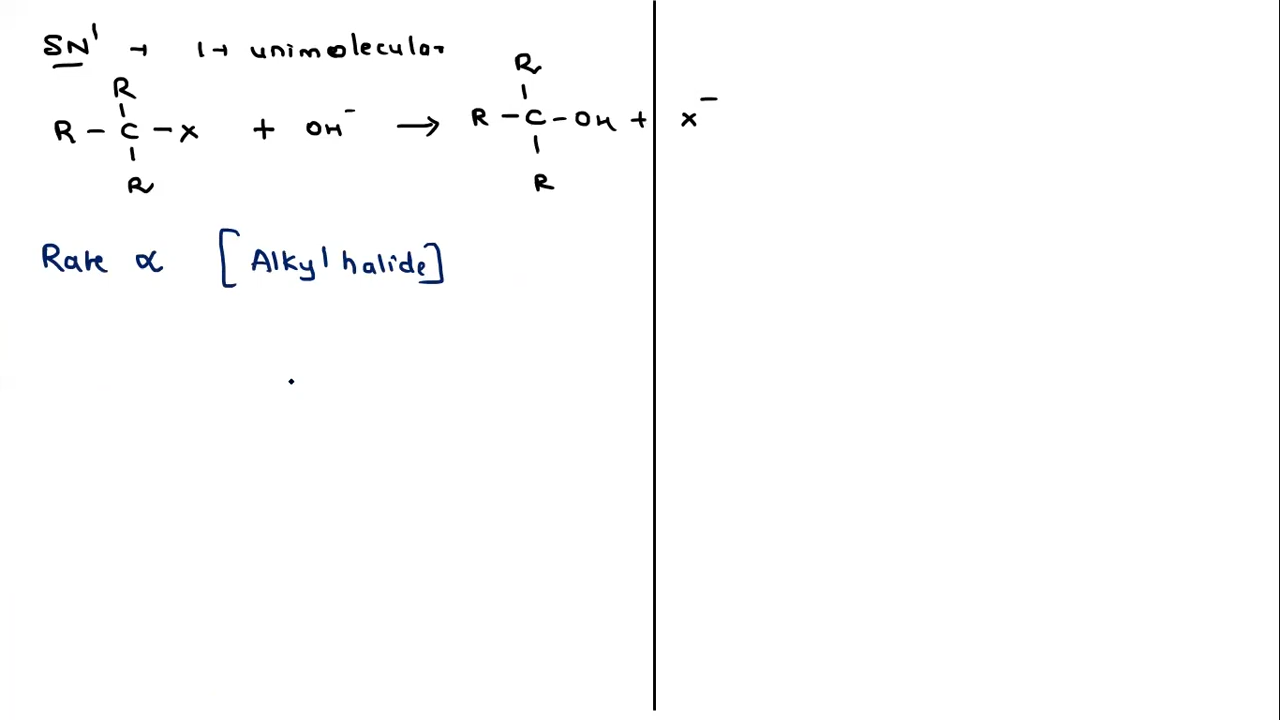 SN¹ → 1→ unimolecular
R
R
R – C – X + OH⁻ → R – C – OH + X⁻
R
R
Rate ∝ [Alkyl halide]